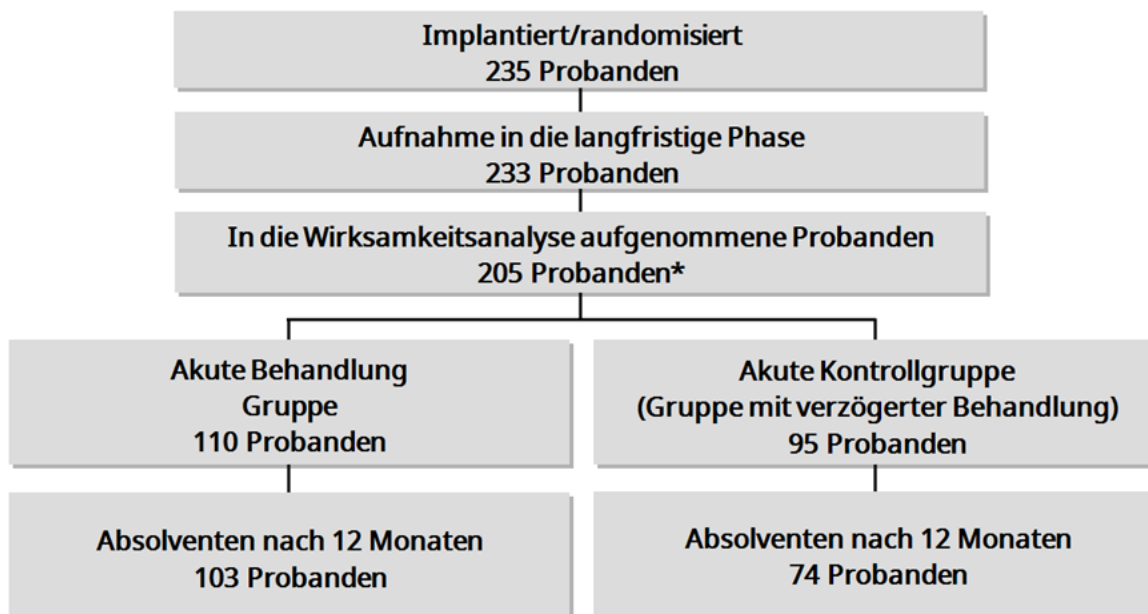 Implantiert/randomisiert
235 Probanden
Aufnahme in die langfristige Phase
233 Probanden
In die Wirksamkeitsanalyse aufgenommene Probanden
205 Probanden*
Akute Behandlung
Gruppe
110 Probanden
Akute Kontrollgruppe
(Gruppe mit verzögerter Behandlung)
95 Probanden
Absolventen nach 12 Monaten
103 Probanden
Absolventen nach 12 Monaten
74 Probanden